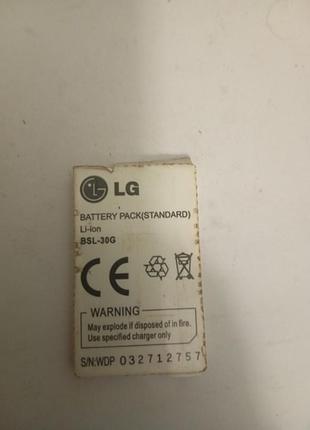 LG
BATTERY PACK(STANDARD)
Li-ion
BSL-30G
CE
WARNING
May explode if disposed of in fire.
Use specified charger only
S/N:WDP 032712757